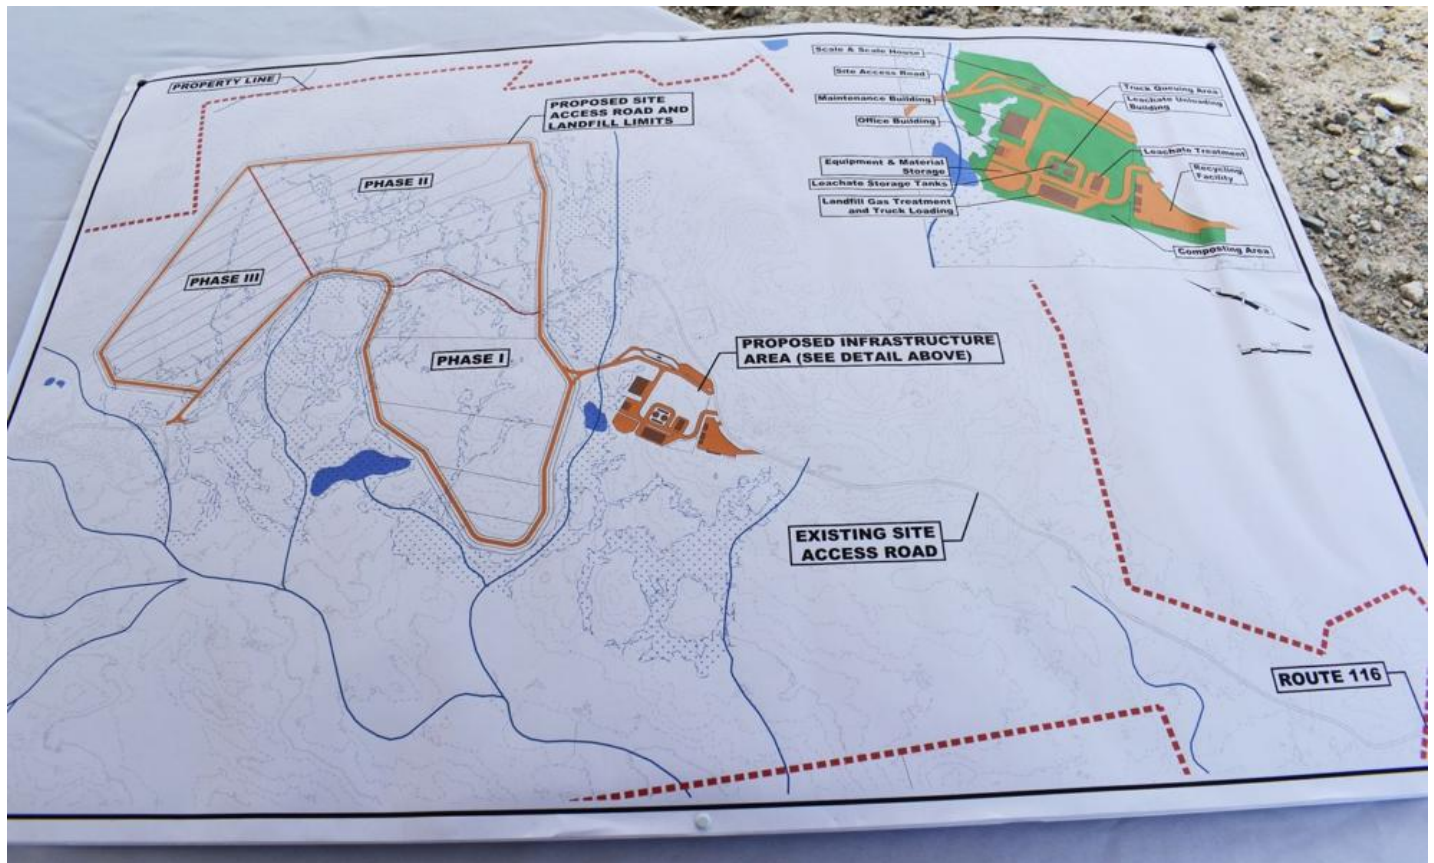 PROPERTY LINE
PROPOSED SITE
ACCESS ROAD AND
LANDFILL LIMITS
PHASE II
PHASE III
PHASE I
Scale & Scale House
Site Access Road
Maintenance Building
Office Building
Equipment & Material
Storage
Leachate Storage Tanks
Landfill Gas Treatment
and Truck Loading
Truck Queuing Area
Leachate Unloading
Building
Leachate Treatment
Recycling
Facility
Composting Area
PROPOSED INFRASTRUCTURE
AREA (SEE DETAIL ABOVE)
EXISTING SITE
ACCESS ROAD
ROUTE 116